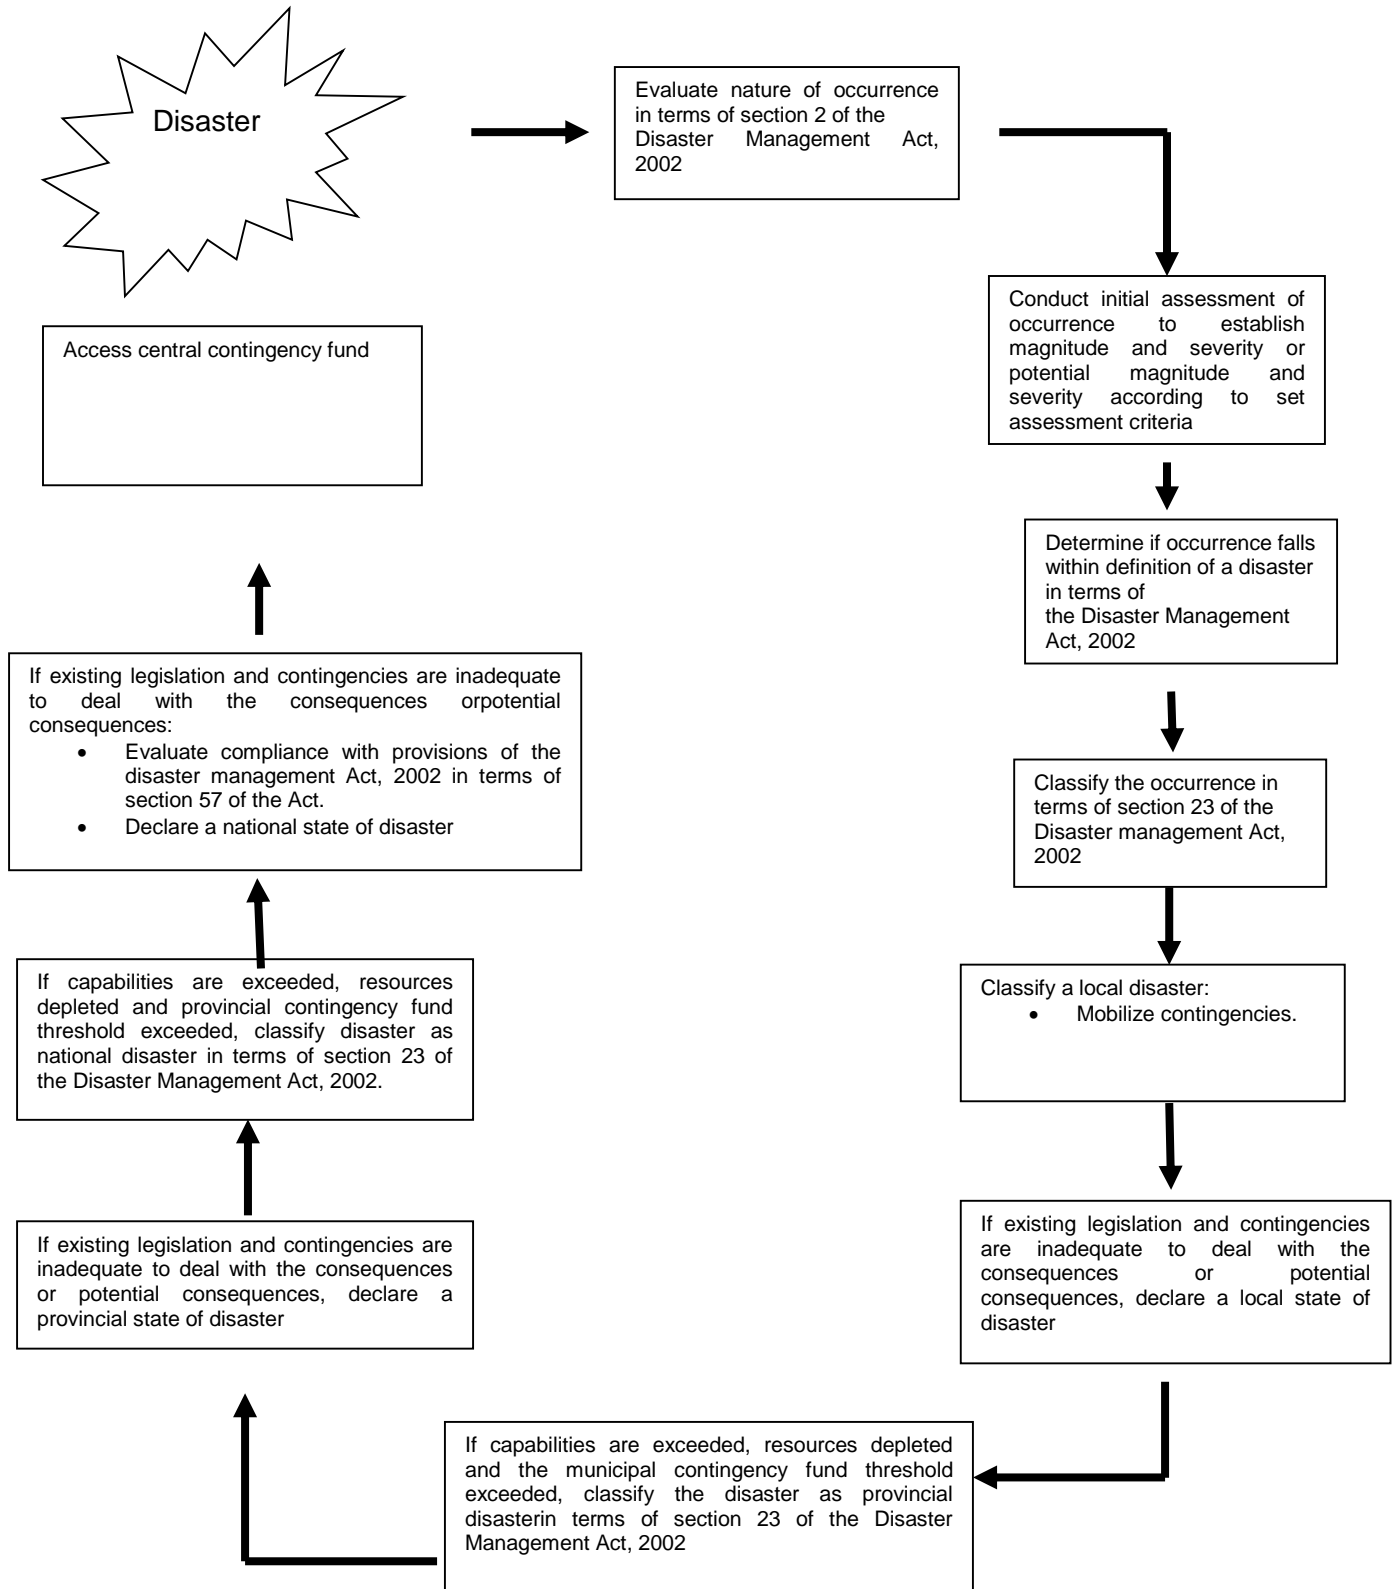 Disaster
Evaluate nature of occurrence
in terms of section 2 of the
Disaster Management Act,
2002
Conduct initial assessment of
occurrence to establish
magnitude and severity or
potential magnitude and
severity according to set
assessment criteria
Determine if occurrence falls
within definition of a disaster
in terms of
the Disaster Management
Act, 2002
Classify the occurrence in
terms of section 23 of the
Disaster management Act,
2002
Classify a local disaster:
• Mobilize contingencies.
If existing legislation and contingencies
are inadequate to deal with the
consequences or potential
consequences, declare a local state of
disaster
If capabilities are exceeded, resources depleted
and the municipal contingency fund threshold
exceeded, classify the disaster as provincial
disasterin terms of section 23 of the Disaster
Management Act, 2002
If existing legislation and contingencies are
inadequate to deal with the consequences
or potential consequences, declare a
provincial state of disaster
If capabilities are exceeded, resources
depleted and provincial contingency fund
threshold exceeded, classify disaster as
national disaster in terms of section 23 of
the Disaster Management Act, 2002.
If existing legislation and contingencies are inadequate
to deal with the consequences orpotential
consequences:
• Evaluate compliance with provisions of the
disaster management Act, 2002 in terms of
section 57 of the Act.
• Declare a national state of disaster
Access central contingency fund